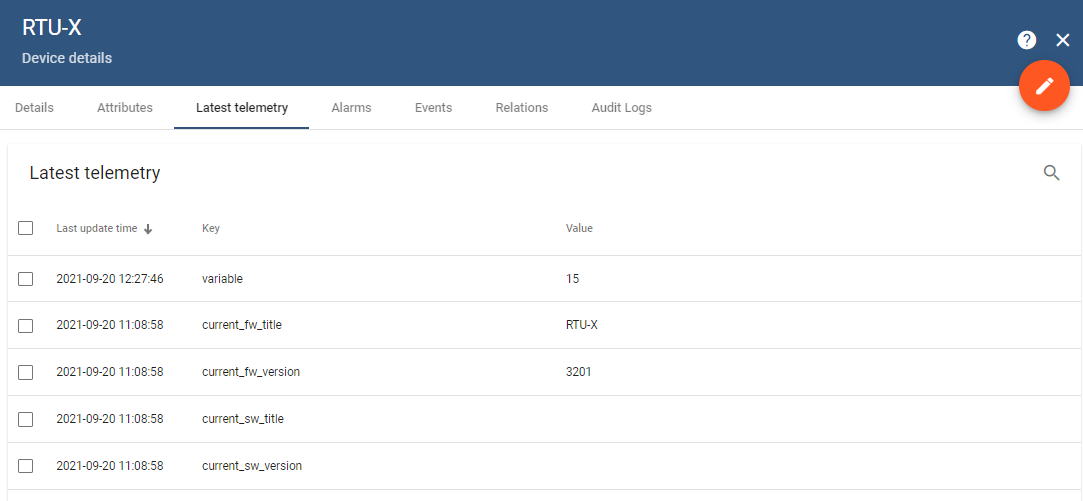 RTU-X
Device details
?
Details Attributes Latest telemetry Alarms Events Relations Audit Logs
Latest telemetry
Last update time Key Value
2021-09-20 12:27:46 variable 15
2021-09-20 11:08:58 current_fw_title RTU-X
2021-09-20 11:08:58 current_fw_version 3201
2021-09-20 11:08:58 current_sw_title
2021-09-20 11:08:58 current_sw_version